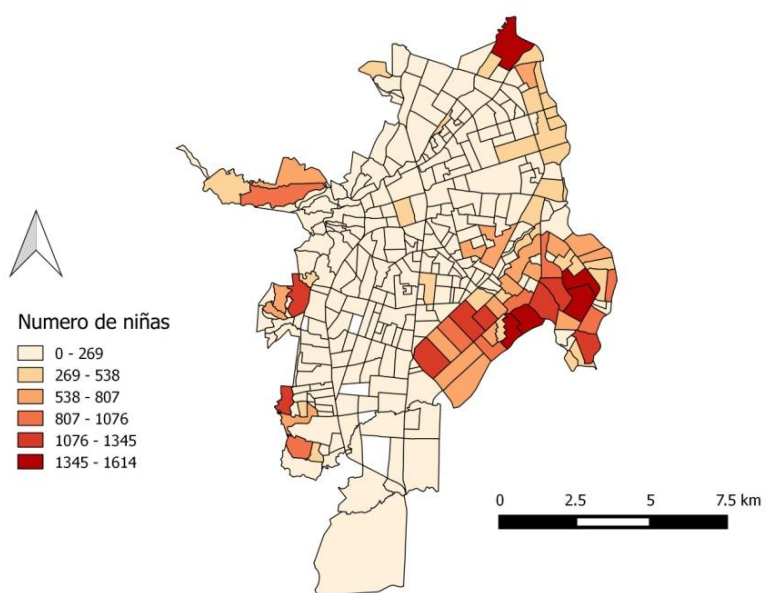 Numero de niñas
0 - 269
269 - 538
538 - 807
807 - 1076
1076 - 1345
1345 - 1614
0 2.5 5 7.5 km